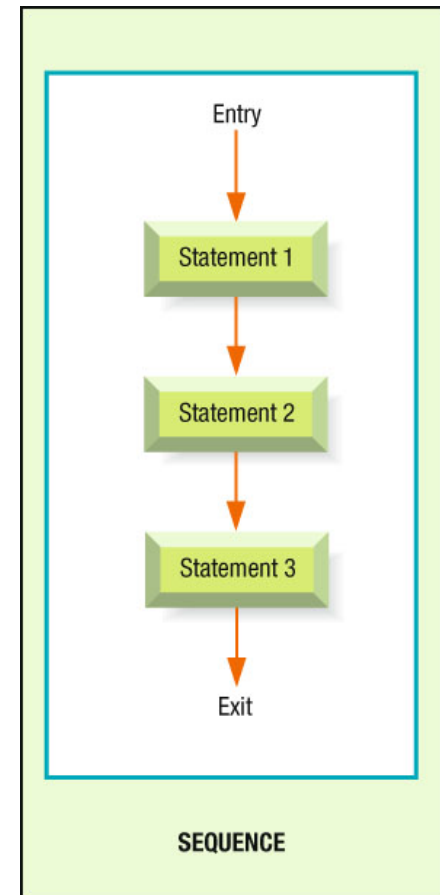 Entry
Statement 1
Statement 2
Statement 3
Exit
SEQUENCE